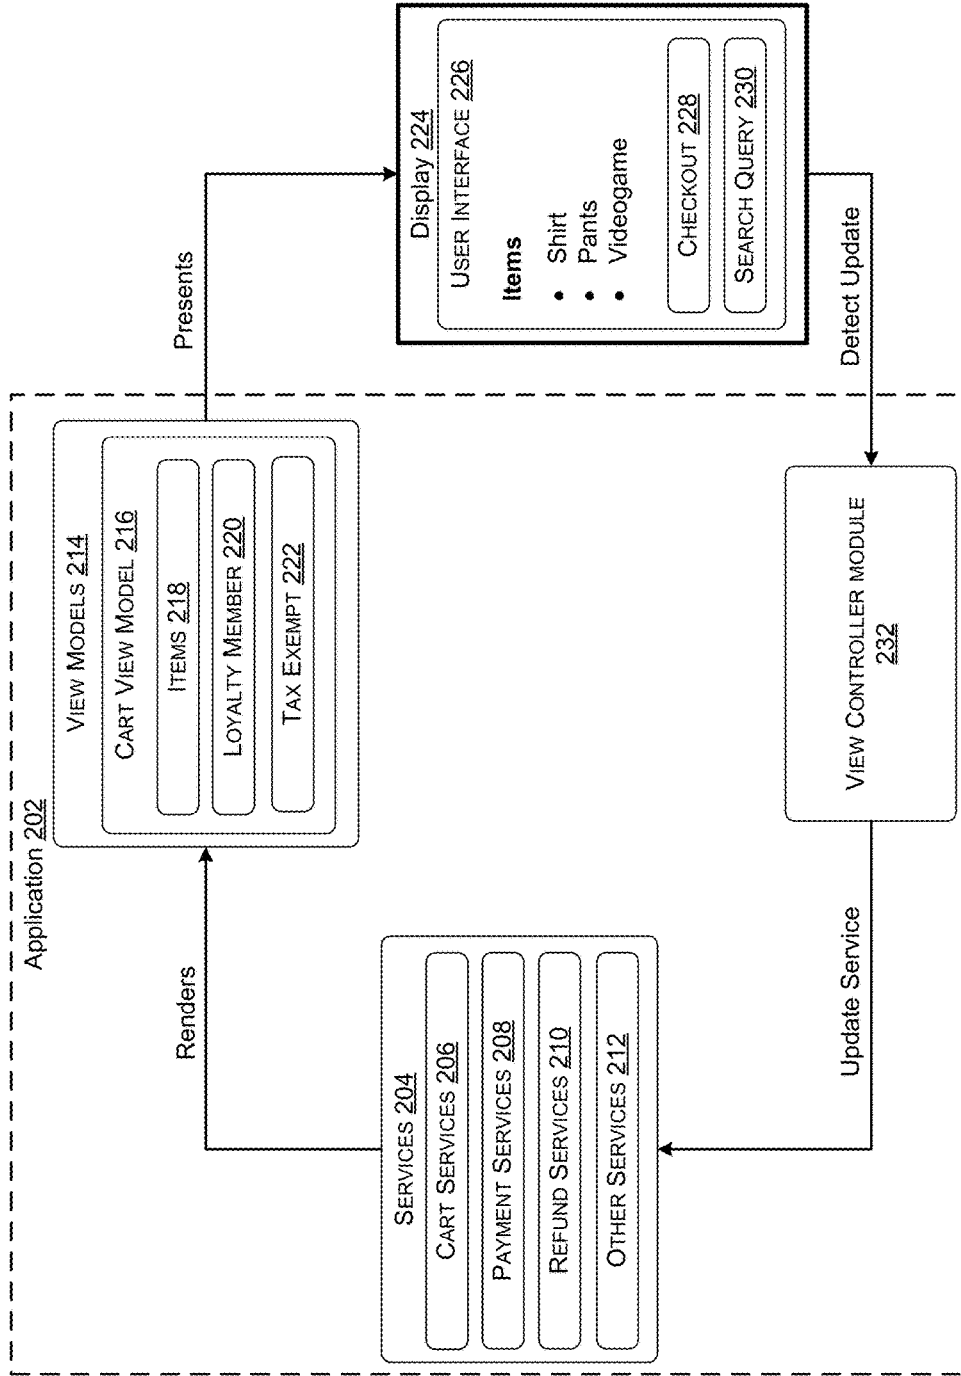 Application 202
SERVICES 204
CART SERVICES 206
PAYMENT SERVICES 208
REFUND SERVICES 210
OTHER SERVICES 212
Renders
VIEW MODELS 214
CART VIEW MODEL 216
ITEMS 218
LOYALTY MEMBER 220
TAX EXEMPT 222
Presents
Display 224
USER INTERFACE 226
Items
• Shirt
• Pants
• Videogame
CHECKOUT 228
SEARCH QUERY 230
Detect Update
VIEW CONTROLLER MODULE
232
Update Service